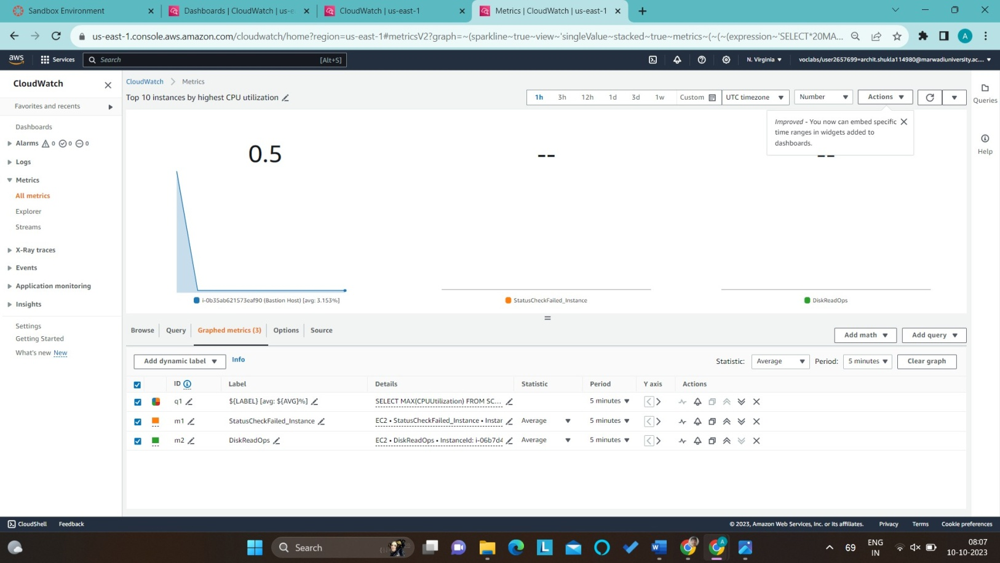 Sandbox Environment
Dashboards | CloudWatch | us-e
CloudWatch | us-east-1
Metrics | CloudWatch | us-east-1
us-east-1.console.aws.amazon.com/cloudwatch/home?region=us-east-1#metricsV2?graph=~(sparkline~true~view~'singleValue~stacked~true~metrics~(~(~(expression~'SELECT*20MA...
A
aws
Services
Search
[Alt+S]
N. Virginia
voclabs/user2657699=archit.shukla114980@marwadiuniversity.ac....
CloudWatch
Favorites and recents
Dashboards
Alarms 0 0 0
Logs
Metrics
All metrics
Explorer
Streams
X-Ray traces
Events
Application monitoring
Insights
Settings
Getting Started
What's new New
CloudWatch > Metrics
Top 10 instances by highest CPU utilization
1h 3h 12h 1d 3d 1w Custom
UTC timezone
Number
Actions
Improved - You now can embed specific
time ranges in widgets added to
dashboards.
Queries
Help
0.5
--
--
i-0b35ab621573eaf90 (Bastion Host) [avg: 3.153%]
StatusCheckFailed_Instance
DiskReadOps
Browse
Query
Graphed metrics (3)
Options
Source
Add math
Add query
Add dynamic label
Info
Statistic: Average
Period: 5 minutes
Clear graph
ID Label Details Statistic Period Y axis Actions
q1 ${LABEL} [avg: ${AVG}%] SELECT MAX(CPUUtilization) FROM SC... 5 minutes
m1 StatusCheckFailed_Instance EC2 • StatusCheckFailed_Instance • Instar Average 5 minutes
m2 DiskReadOps EC2 • DiskReadOps • InstanceId: i-06b7d4 Average 5 minutes
CloudShell
Feedback
© 2023, Amazon Web Services, Inc. or its affiliates.
Privacy
Terms
Cookie preferences
Search
69
ENG
IN
08:07
10-10-2023